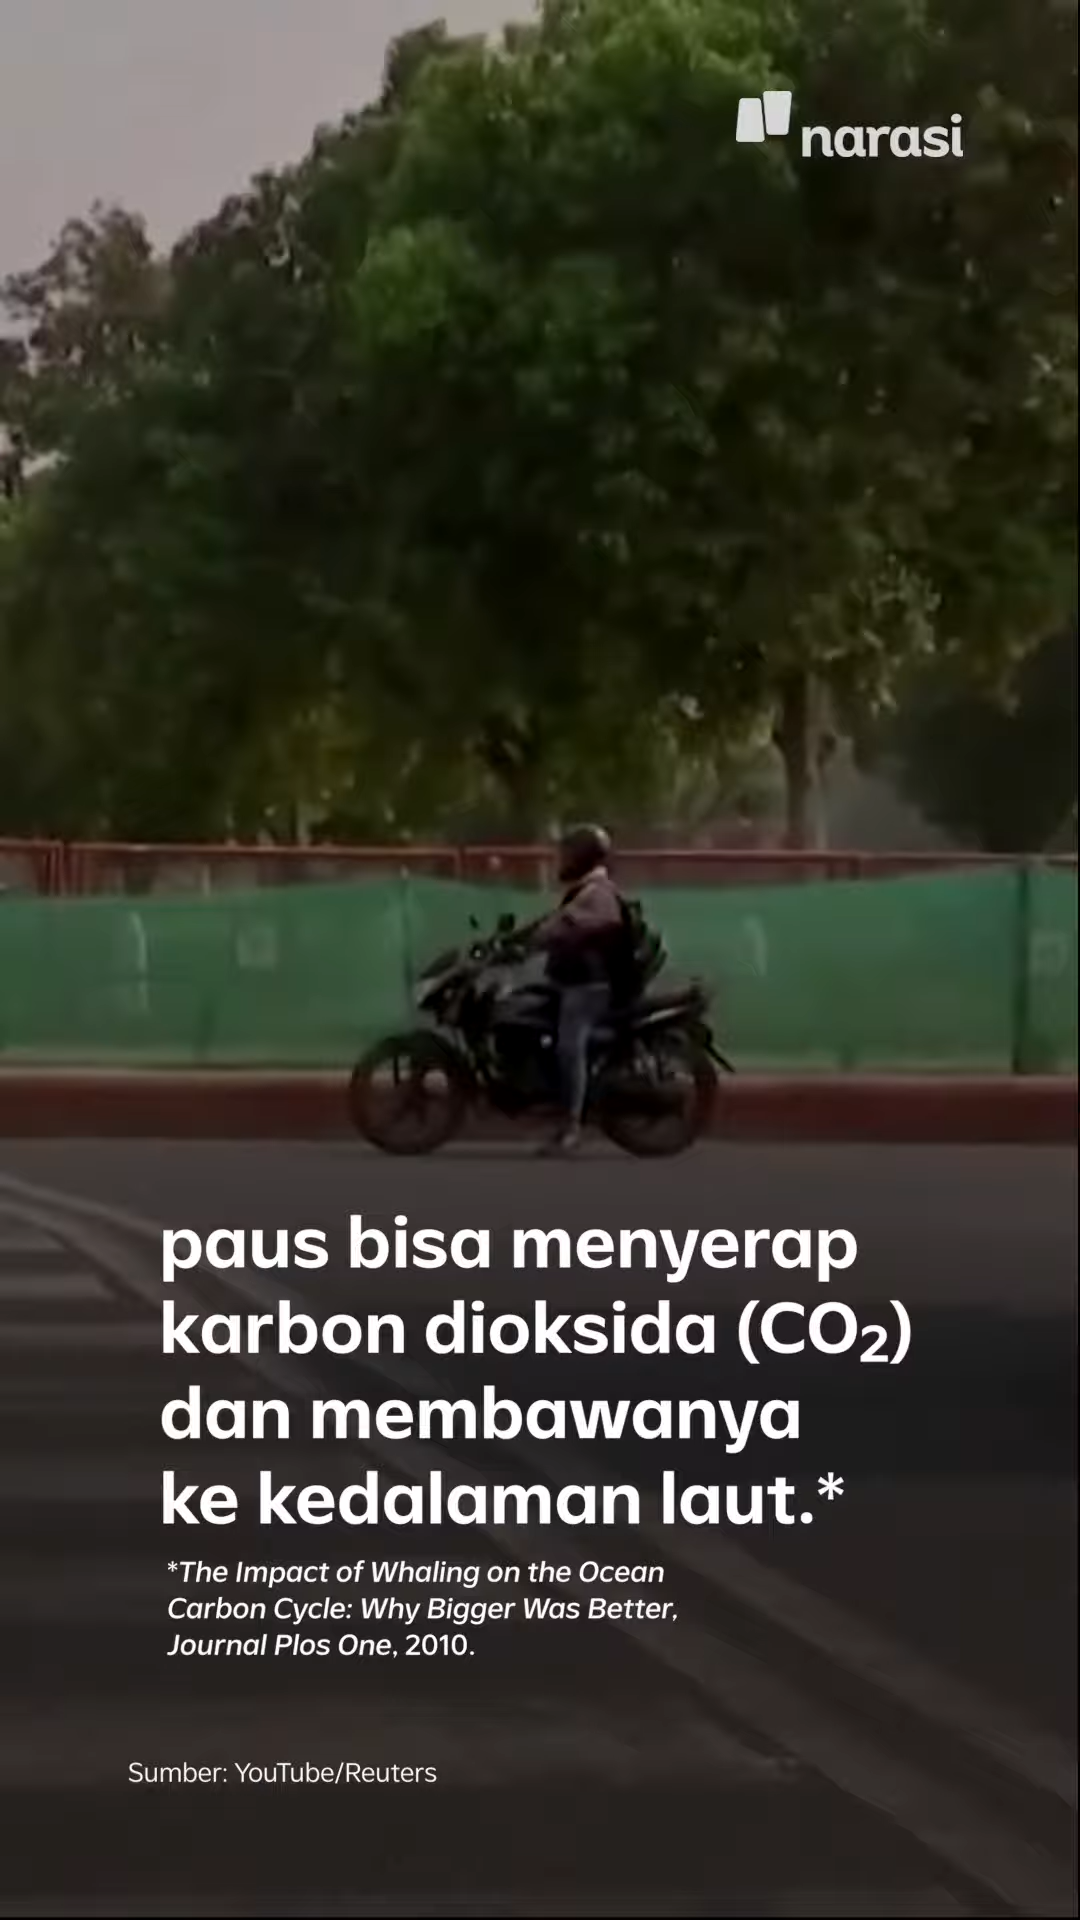 narasi
paus bisa menyerap
karbon dioksida (CO₂)
dan membawanya
ke kedalaman laut.*
*The Impact of Whaling on the Ocean
Carbon Cycle: Why Bigger Was Better,
Journal Plos One, 2010.
Sumber: YouTube/Reuters